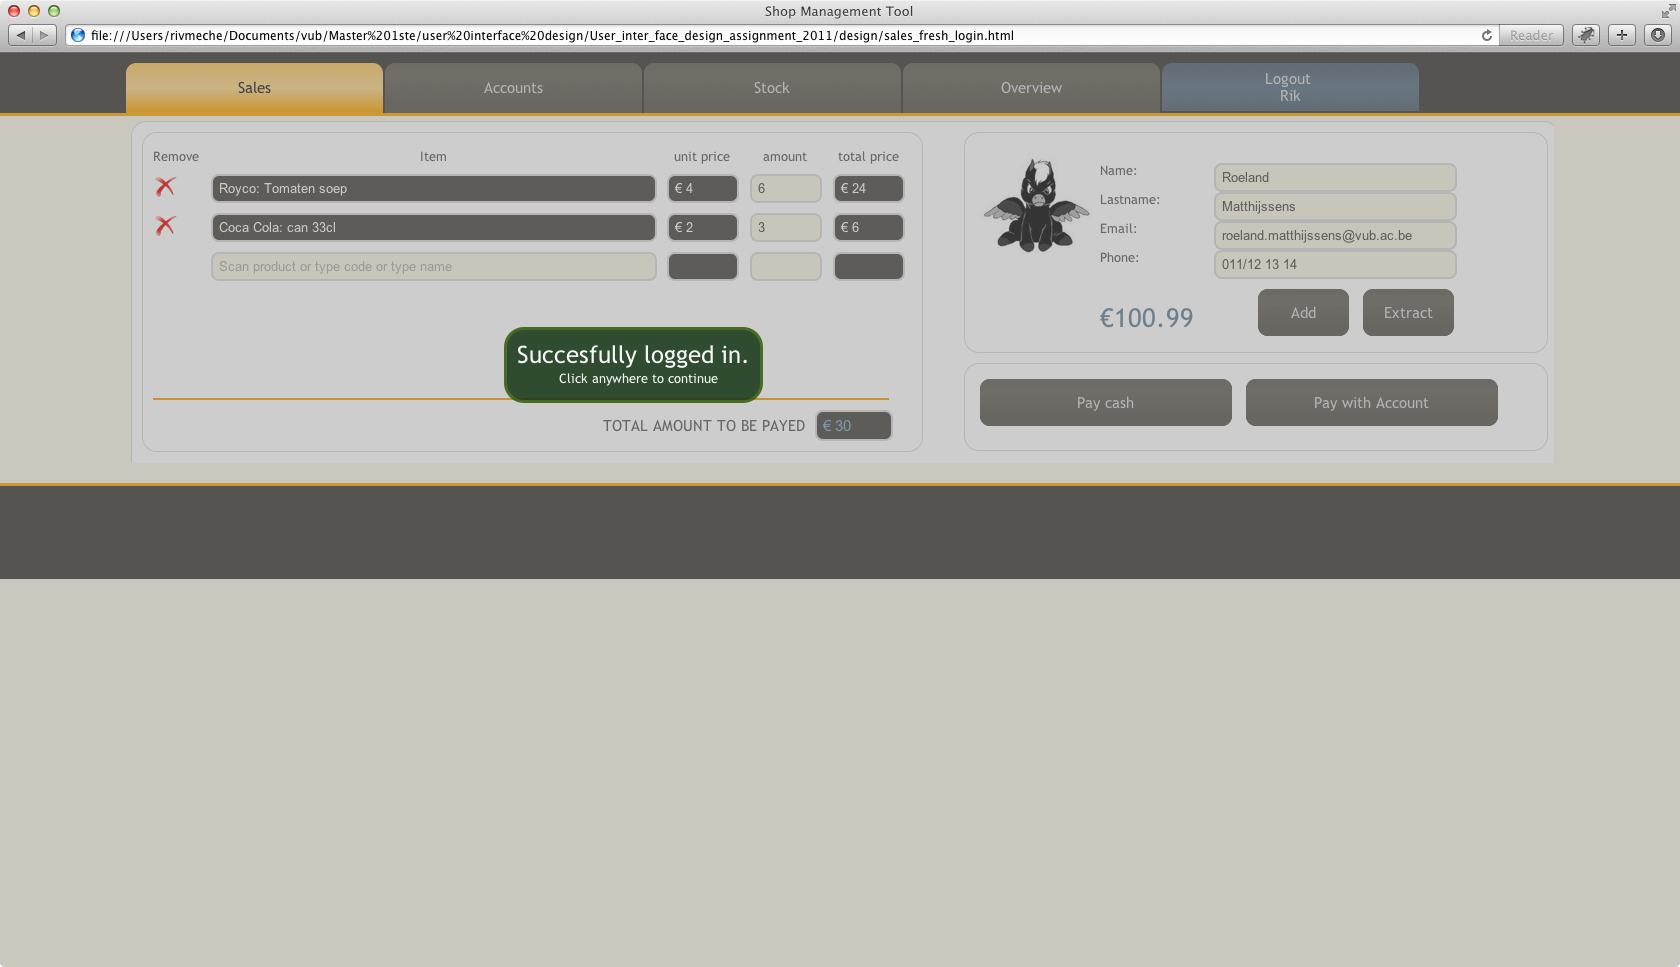 Shop Management Tool
file:///Users/rivmeche/Documents/vub/Master%201ste/user%20interface%20design/User_inter_face_design_assignment_2011/design/sales_fresh_login.html
Reader
Sales
Accounts
Stock
Overview
Logout
Rik
Remove Item unit price amount total price
Royco: Tomaten soep € 4 6 € 24
Coca Cola: can 33cl € 2 3 € 6
Scan product or type code or type name
Succesfully logged in.
Click anywhere to continue
TOTAL AMOUNT TO BE PAYED € 30
Name: Roeland
Lastname: Matthijssens
Email: roeland.matthijssens@vub.ac.be
Phone: 011/12 13 14
€100.99
Add
Extract
Pay cash
Pay with Account